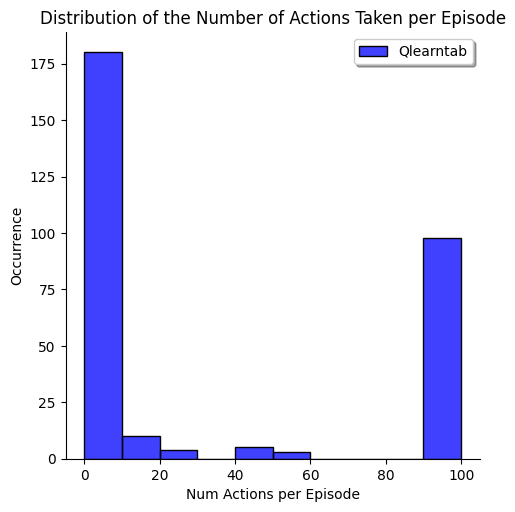 Distribution of the Number of Actions Taken per Episode
Qlearntab
175
150
125
100
75
50
25
0
Occurrence
0 20 40 60 80 100
Num Actions per Episode